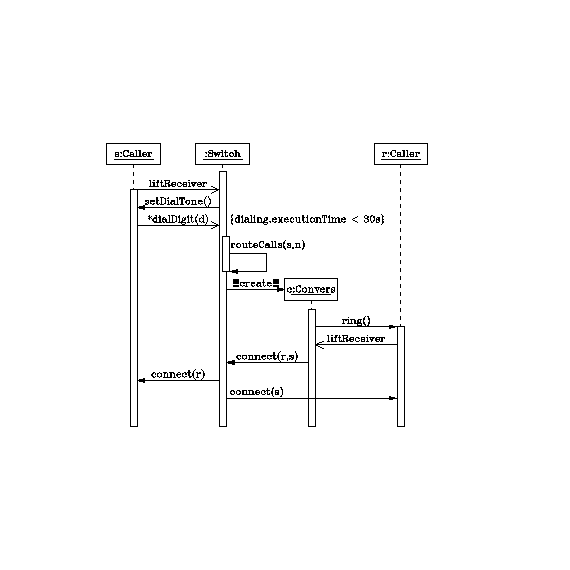 s:Caller
:Switch
r:Caller
liftReceiver
setDialTone()
*dialDigit(d)
{dialing.executionTime < 30s}
routeCalls(s,n)
create
c:Convers
ring()
liftReceiver
connect(r,s)
connect(r)
connect(s)